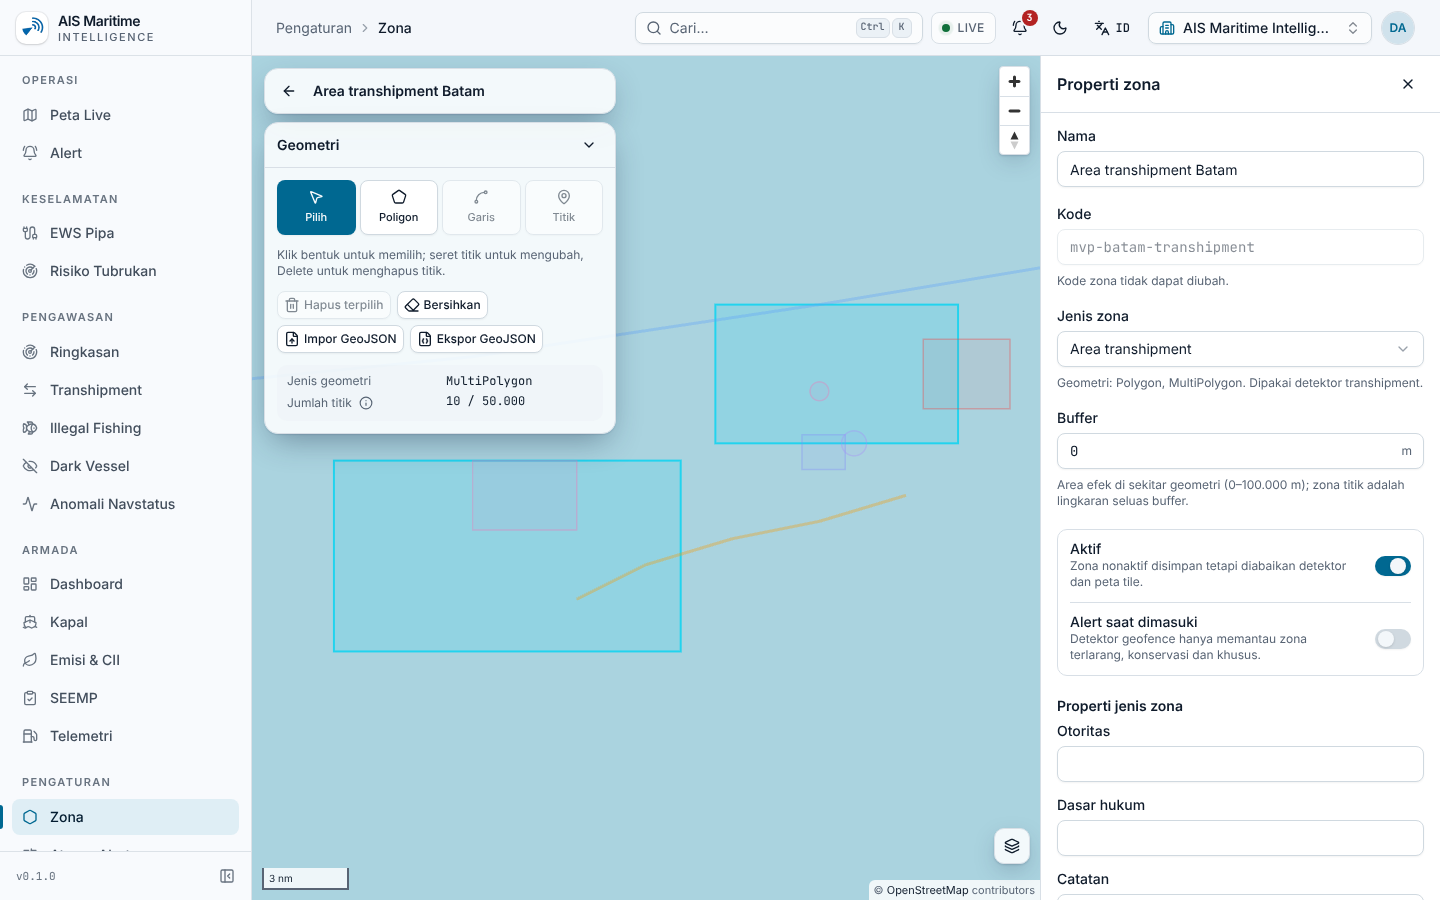 AIS Maritime
INTELLIGENCE
Pengaturan > Zona
Cari...
Ctrl K
LIVE
3
ID
AIS Maritime Intellig...
DA
OPERASI
Peta Live
Alert
KESELAMATAN
EWS Pipa
Risiko Tubrukan
PENGAWASAN
Ringkasan
Transhipment
Illegal Fishing
Dark Vessel
Anomali Navstatus
ARMADA
Dashboard
Kapal
Emisi & CII
SEEMP
Telemetri
PENGATURAN
Zona
v0.1.0
Area transhipment Batam
Geometri
Pilih
Poligon
Garis
Titik
Klik bentuk untuk memilih; seret titik untuk mengubah,
Delete untuk menghapus titik.
Hapus terpilih
Bersihkan
Impor GeoJSON
Ekspor GeoJSON
Jenis geometri MultiPolygon
Jumlah titik 10 / 50.000
3 nm
© OpenStreetMap contributors
Properti zona
Nama
Area transhipment Batam
Kode
mvp-batam-transhipment
Kode zona tidak dapat diubah.
Jenis zona
Area transhipment
Geometri: Polygon, MultiPolygon. Dipakai detektor transhipment.
Buffer
0 m
Area efek di sekitar geometri (0–100.000 m); zona titik adalah
lingkaran seluas buffer.
Aktif
Zona nonaktif disimpan tetapi diabaikan detektor
dan peta tile.
Alert saat dimasuki
Detektor geofence hanya memantau zona
terlarang, konservasi dan khusus.
Properti jenis zona
Otoritas
Dasar hukum
Catatan